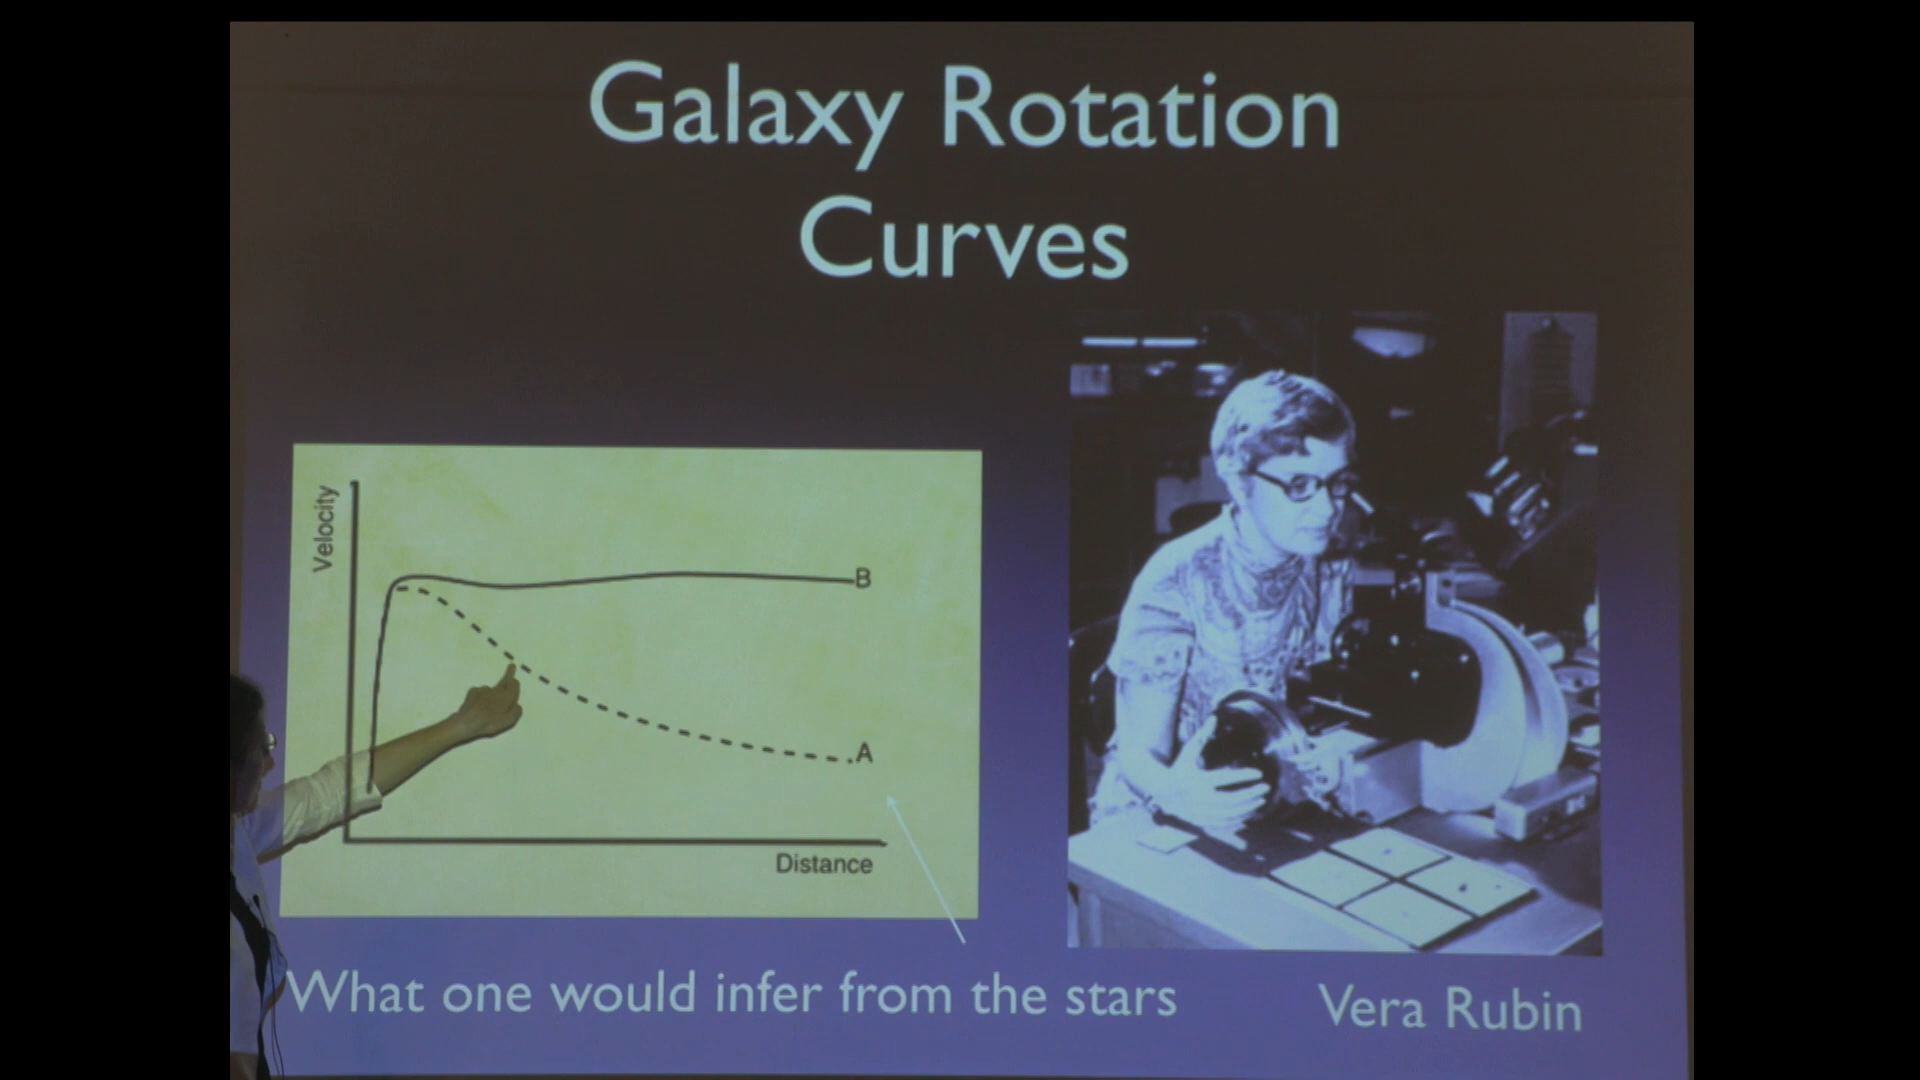 Galaxy Rotation
Curves
Velocity
B
A
Distance
What one would infer from the stars
Vera Rubin